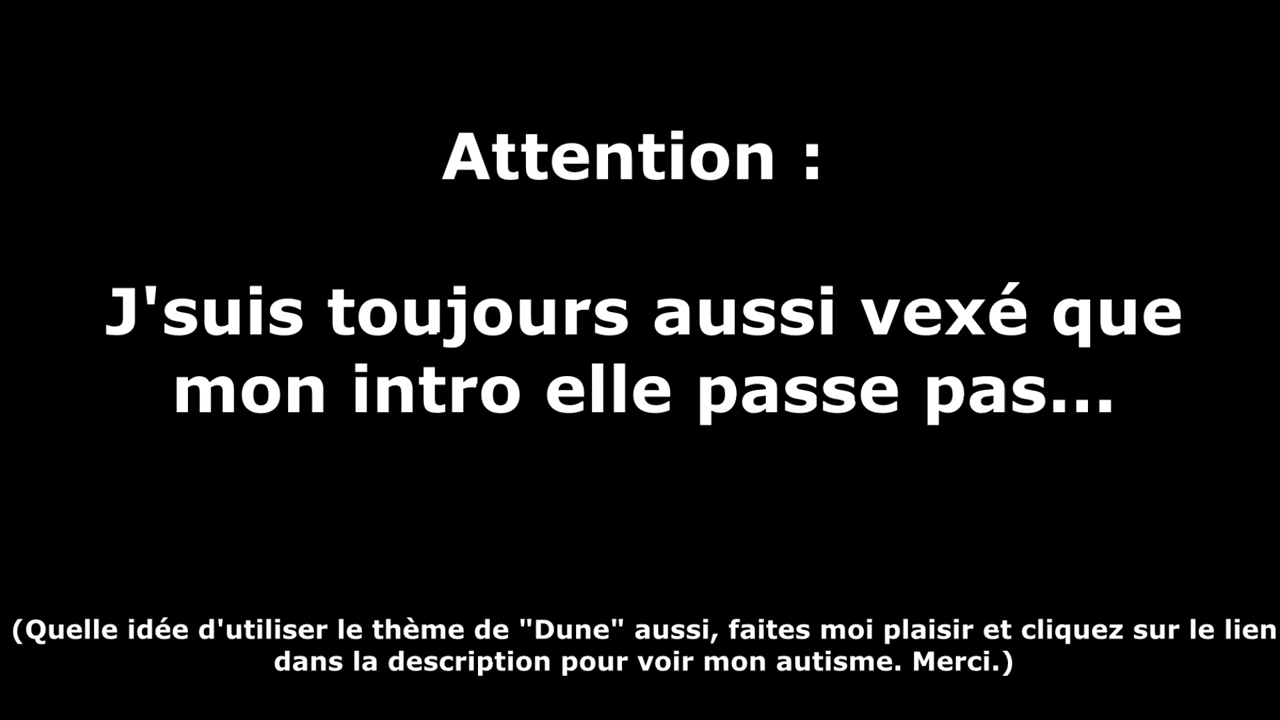 Attention :
J'suis toujours aussi vexé que
mon intro elle passe pas...
(Quelle idée d'utiliser le thème de "Dune" aussi, faites moi plaisir et cliquez sur le lien
dans la description pour voir mon autisme. Merci.)